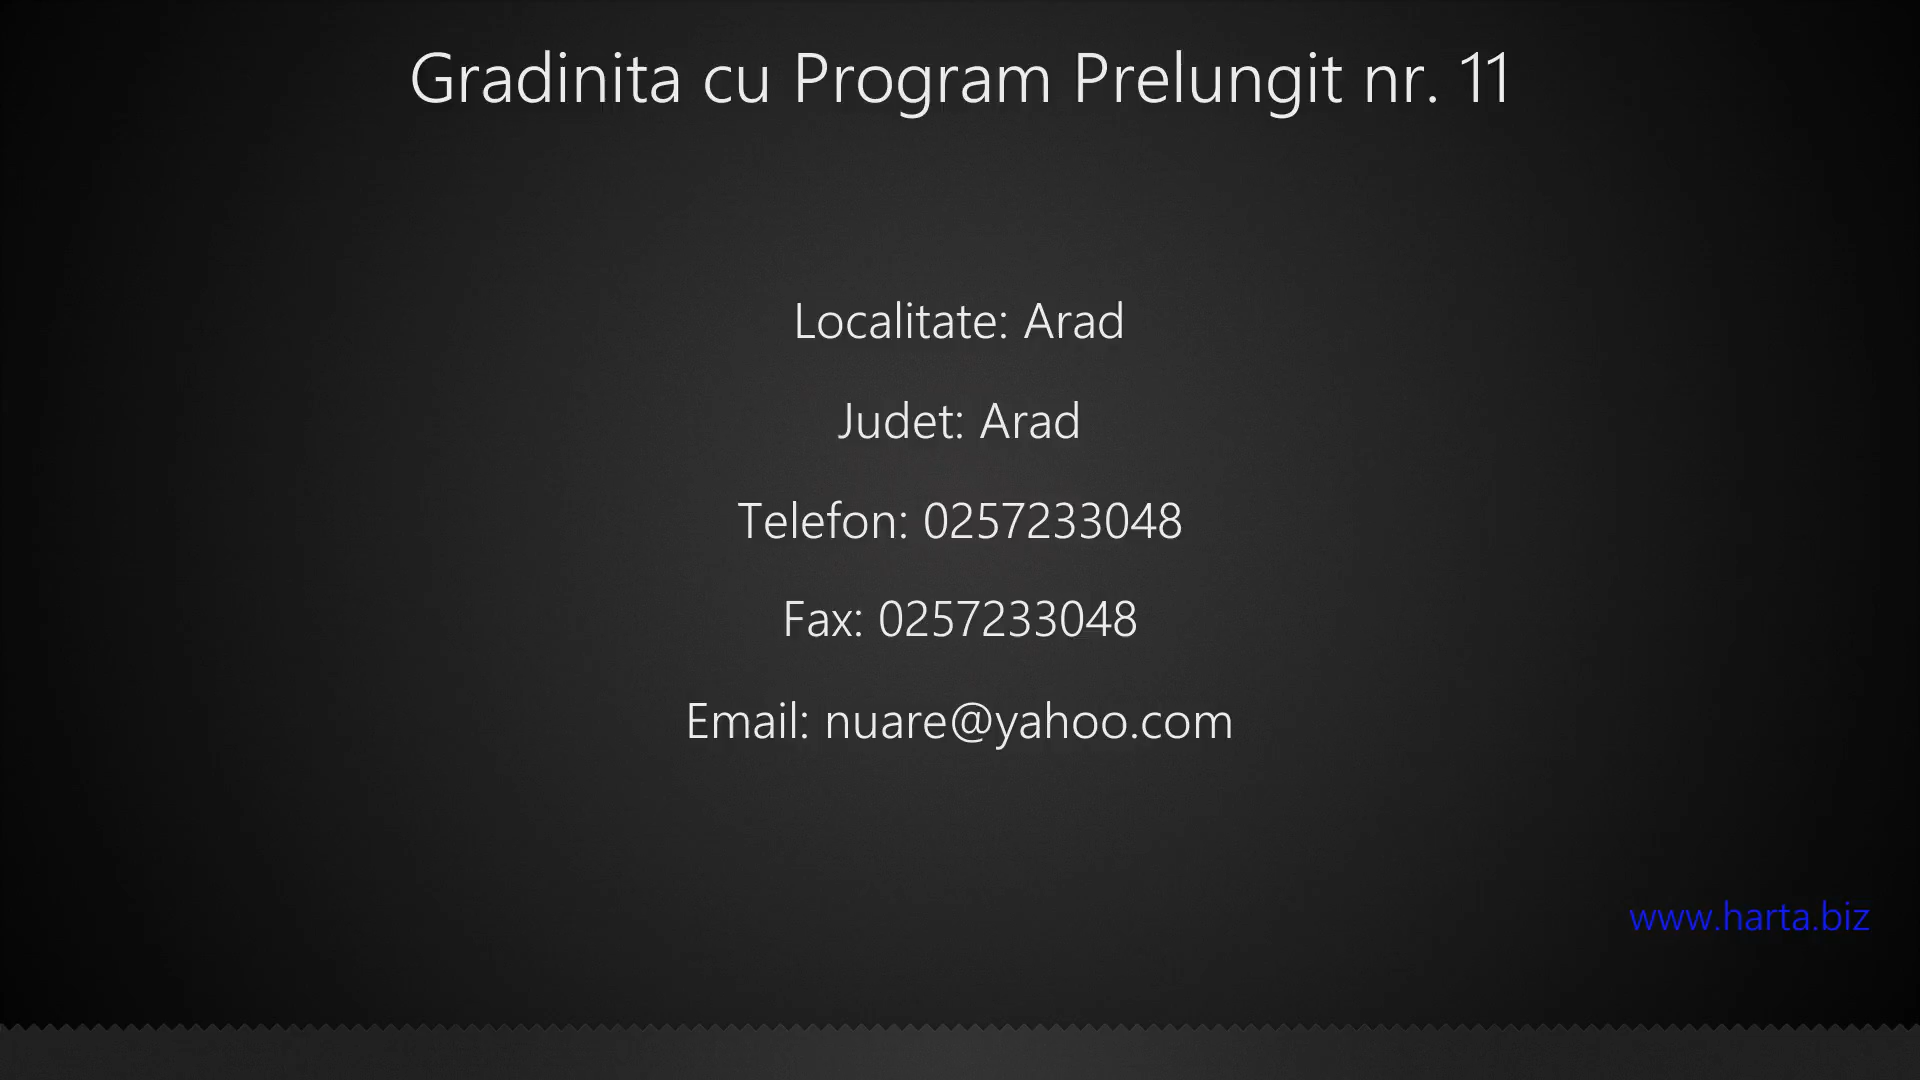 Gradinita cu Program Prelungit nr. 11
Localitate: Arad
Judet: Arad
Telefon: 0257233048
Fax: 0257233048
Email: nuare@yahoo.com
www.harta.biz